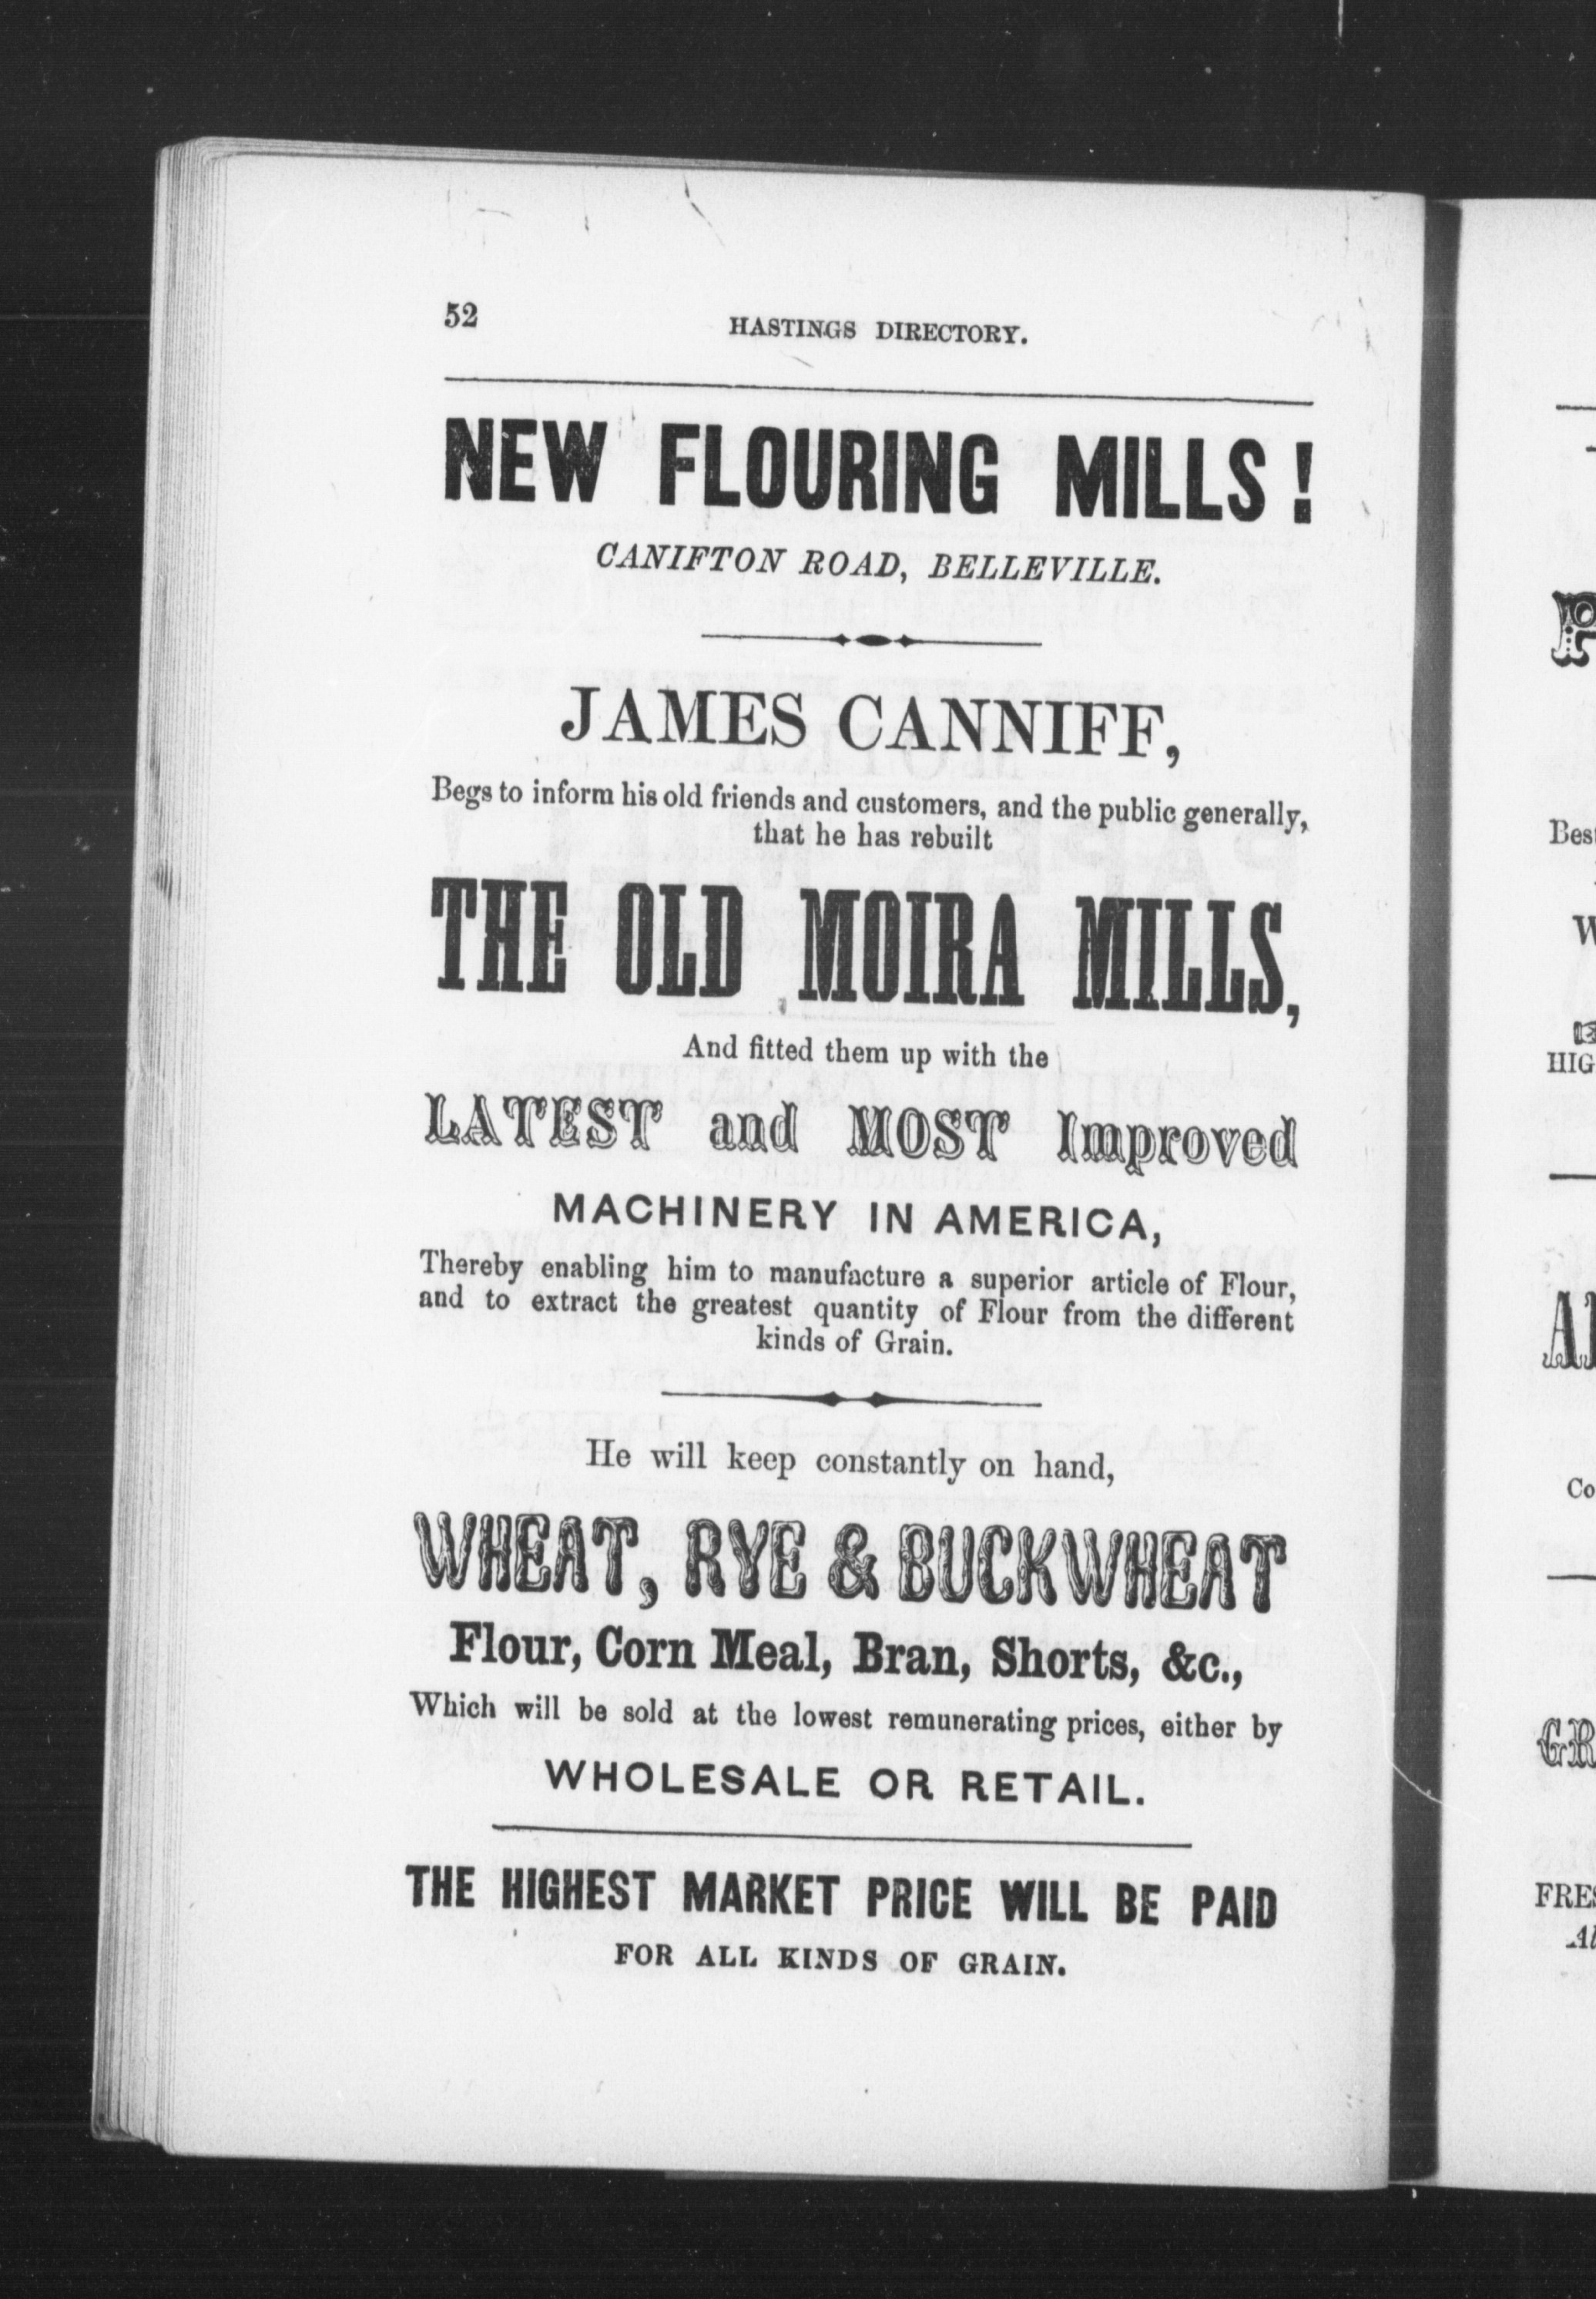 52
HASTINGS DIRECTORY.
NEW FLOURING MILLS!
CANIFTON ROAD, BELLEVILLE.
JAMES CANNIFF,
Begs to inform his old friends and customers, and the public generally,
that he has rebuilt
THE OLD MOIRA MILLS,
And fitted them up with the
LATEST and MOST Improved
MACHINERY IN AMERICA,
Thereby enabling him to manufacture a superior article of Flour,
and to extract the greatest quantity of Flour from the different
kinds of Grain.
He will keep constantly on hand,
WHEAT, RYE & BUCKWHEAT
Flour, Corn Meal, Bran, Shorts, &c.,
Which will be sold at the lowest remunerating prices, either by
WHOLESALE OR RETAIL.
THE HIGHEST MARKET PRICE WILL BE PAID
FOR ALL KINDS OF GRAIN.